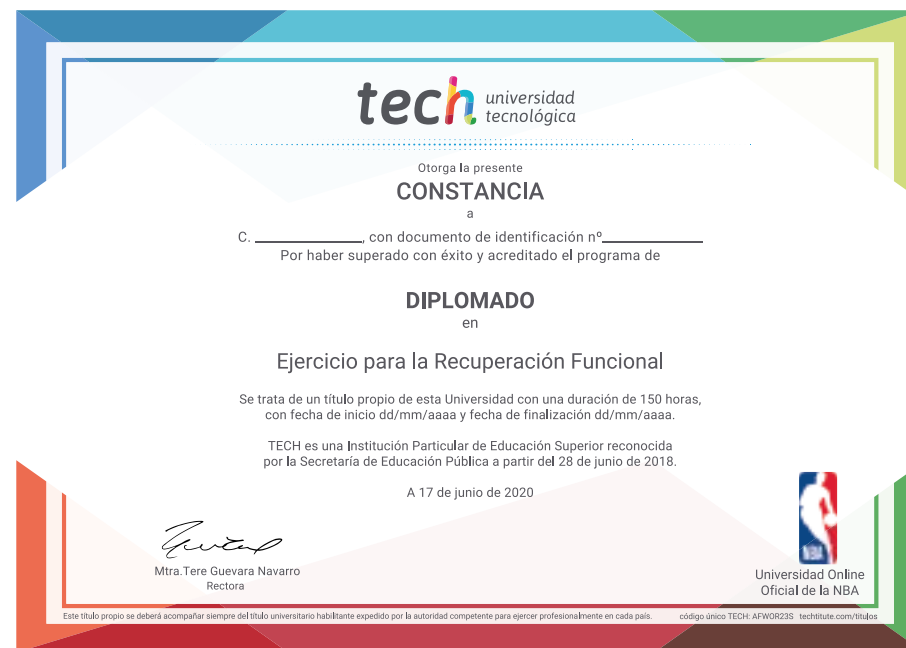 tech universidad
tecnológica
Otorga la presente
CONSTANCIA
a
C. ____________, con documento de identificación nº____________
Por haber superado con éxito y acreditado el programa de
DIPLOMADO
en
Ejercicio para la Recuperación Funcional
Se trata de un título propio de esta Universidad con una duración de 150 horas,
con fecha de inicio dd/mm/aaaa y fecha de finalización dd/mm/aaaa.
TECH es una Institución Particular de Educación Superior reconocida
por la Secretaría de Educación Pública a partir del 28 de junio de 2018.
A 17 de junio de 2020
Mtra.Tere Guevara Navarro
Rectora
NBA
Universidad Online
Oficial de la NBA
Este título propio se deberá acompañar siempre del título universitario habilitante expedido por la autoridad competente para ejercer profesionalmente en cada país. código único TECH: AFWOR23S techtitute.com/titulos